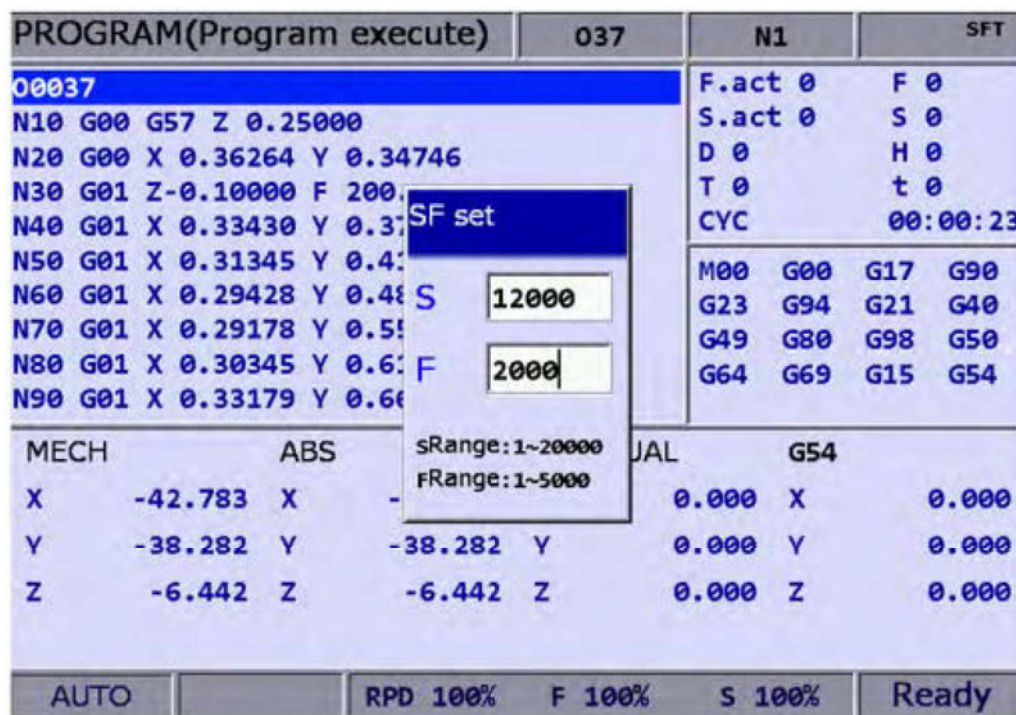 PROGRAM(Program execute) O37 N1 SFT
O0037
N10 G00 G57 Z 0.25000
N20 G00 X 0.36264 Y 0.34746
N30 G01 Z-0.10000 F 200.
N40 G01 X 0.33430 Y 0.37
N50 G01 X 0.31345 Y 0.41
N60 G01 X 0.29428 Y 0.48
N70 G01 X 0.29178 Y 0.55
N80 G01 X 0.30345 Y 0.61
N90 G01 X 0.33179 Y 0.66
F.act 0 F 0
S.act 0 S 0
D 0 H 0
T 0 t 0
CYC 00:00:23
M00 G00 G17 G90
G23 G94 G21 G40
G49 G80 G98 G50
G64 G69 G15 G54
SF set
S 12000
F 2000
sRange:1~20000
FRange:1~5000
MECH ABS UAL G54
X -42.783 X - 0.000 X 0.000
Y -38.282 Y -38.282 Y 0.000 Y 0.000
Z -6.442 Z -6.442 Z 0.000 Z 0.000
AUTO RPD 100% F 100% S 100% Ready